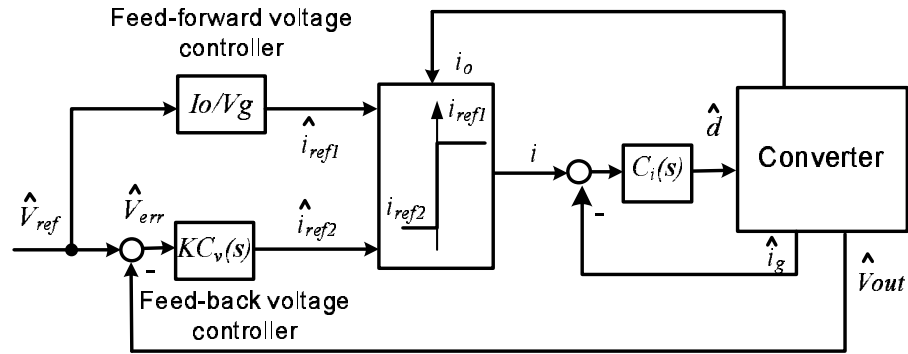 Feed-forward voltage
controller
Io/Vg
î_ref1
i_o
i_ref1
i_ref2
i
C_i(s)
d̂
Converter
V̂_ref
V̂_err
KC_v(s)
î_ref2
-
-
î_g
V̂out
Feed-back voltage
controller